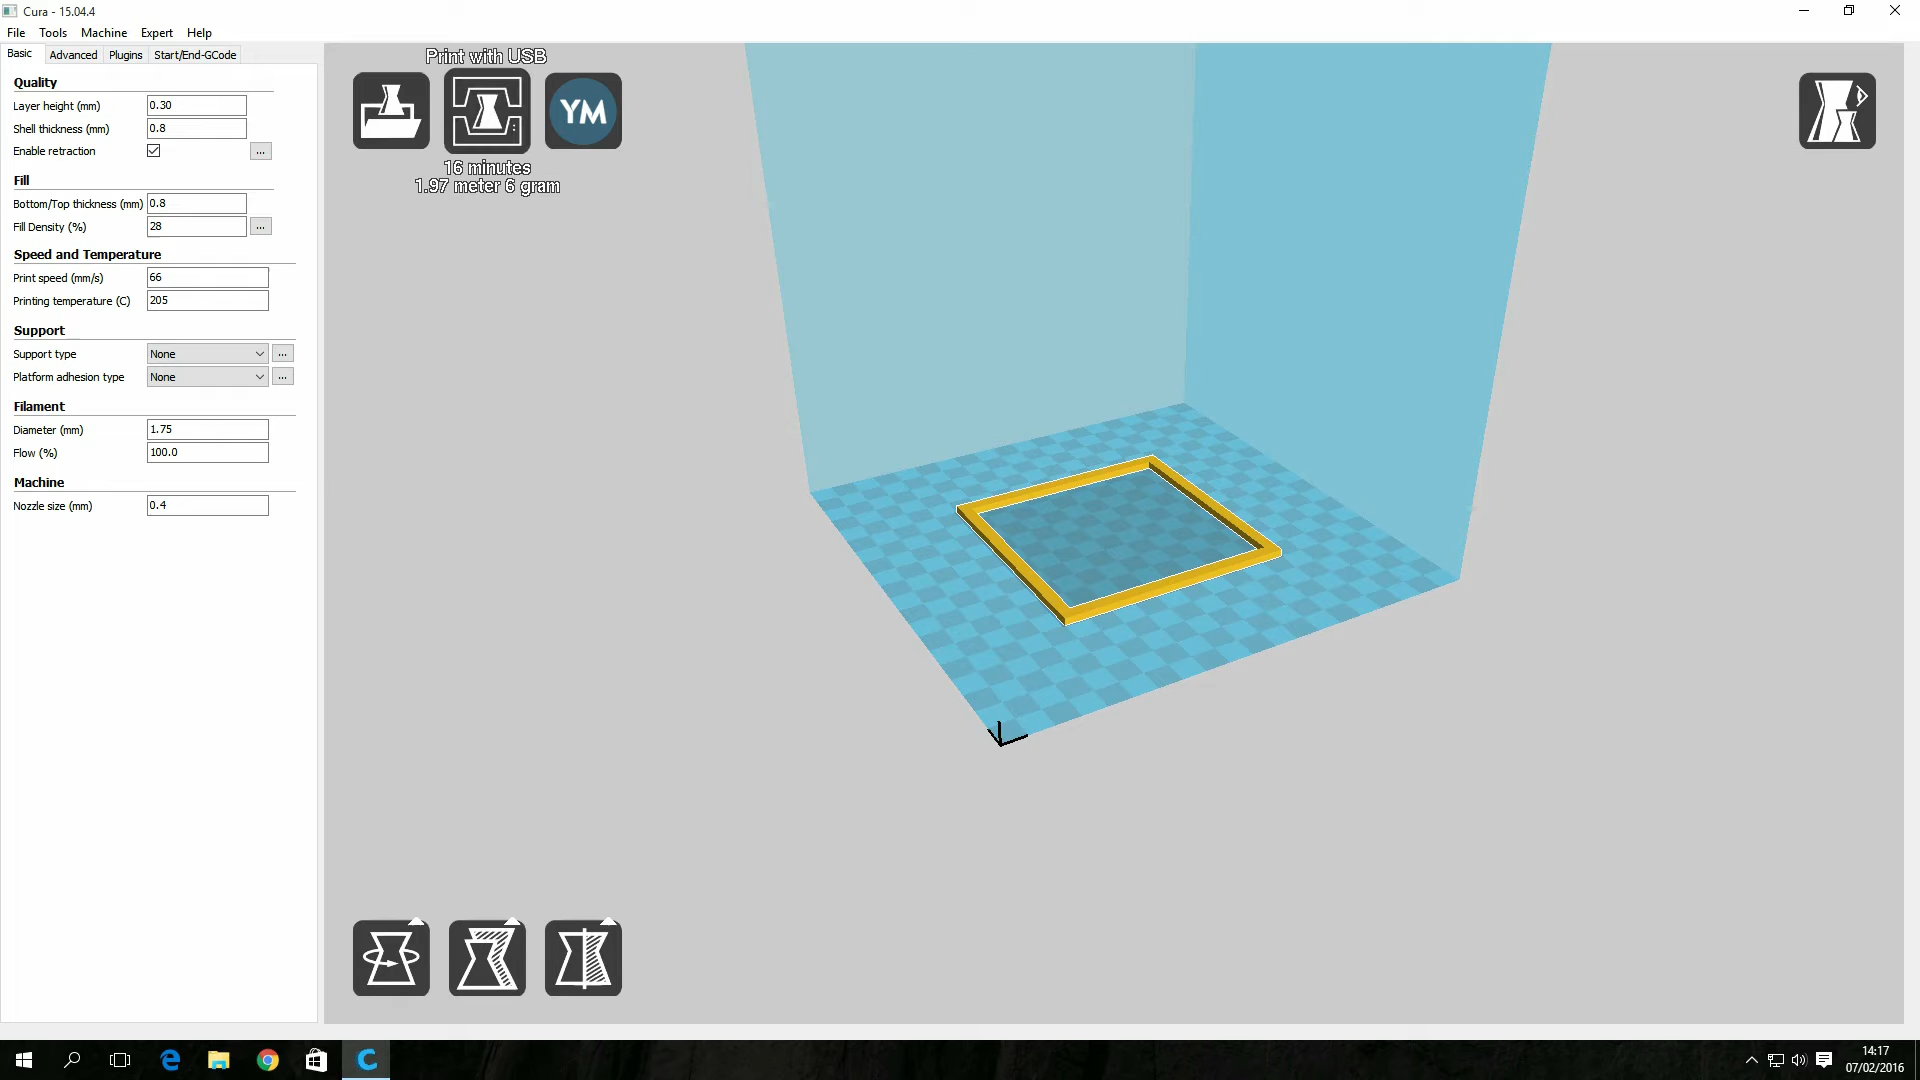 Cura - 15.04.4
File Tools Machine Expert Help
Basic Advanced Plugins Start/End-GCode
Quality
Layer height (mm) 0.30
Shell thickness (mm) 0.8
Enable retraction ...
Fill
Bottom/Top thickness (mm) 0.8
Fill Density (%) 28 ...
Speed and Temperature
Print speed (mm/s) 66
Printing temperature (C) 205
Support
Support type None ...
Platform adhesion type None ...
Filament
Diameter (mm) 1.75
Flow (%) 100.0
Machine
Nozzle size (mm) 0.4
Print with USB
YM
16 minutes
1.97 meter 6 gram
14:17
07/02/2016